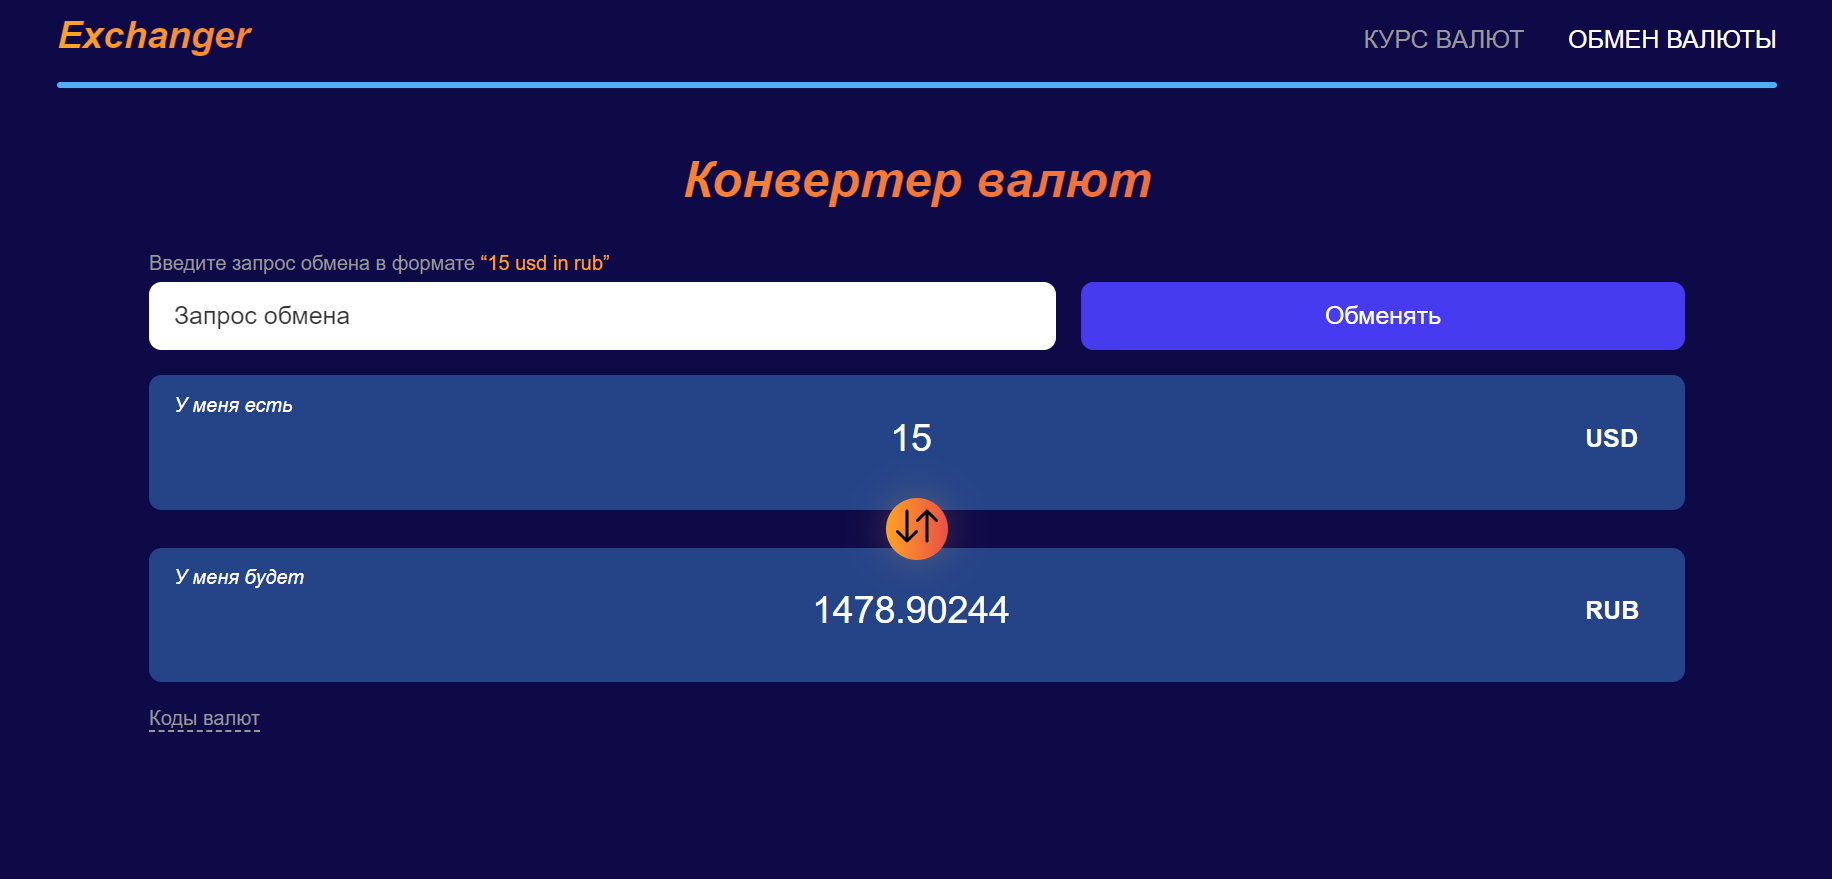 Exchanger
КУРС ВАЛЮТ
ОБМЕН ВАЛЮТЫ
Конвертер валют
Введите запрос обмена в формате “15 usd in rub”
Запрос обмена
Обменять
У меня есть
15
USD
У меня будет
1478.90244
RUB
Коды валют